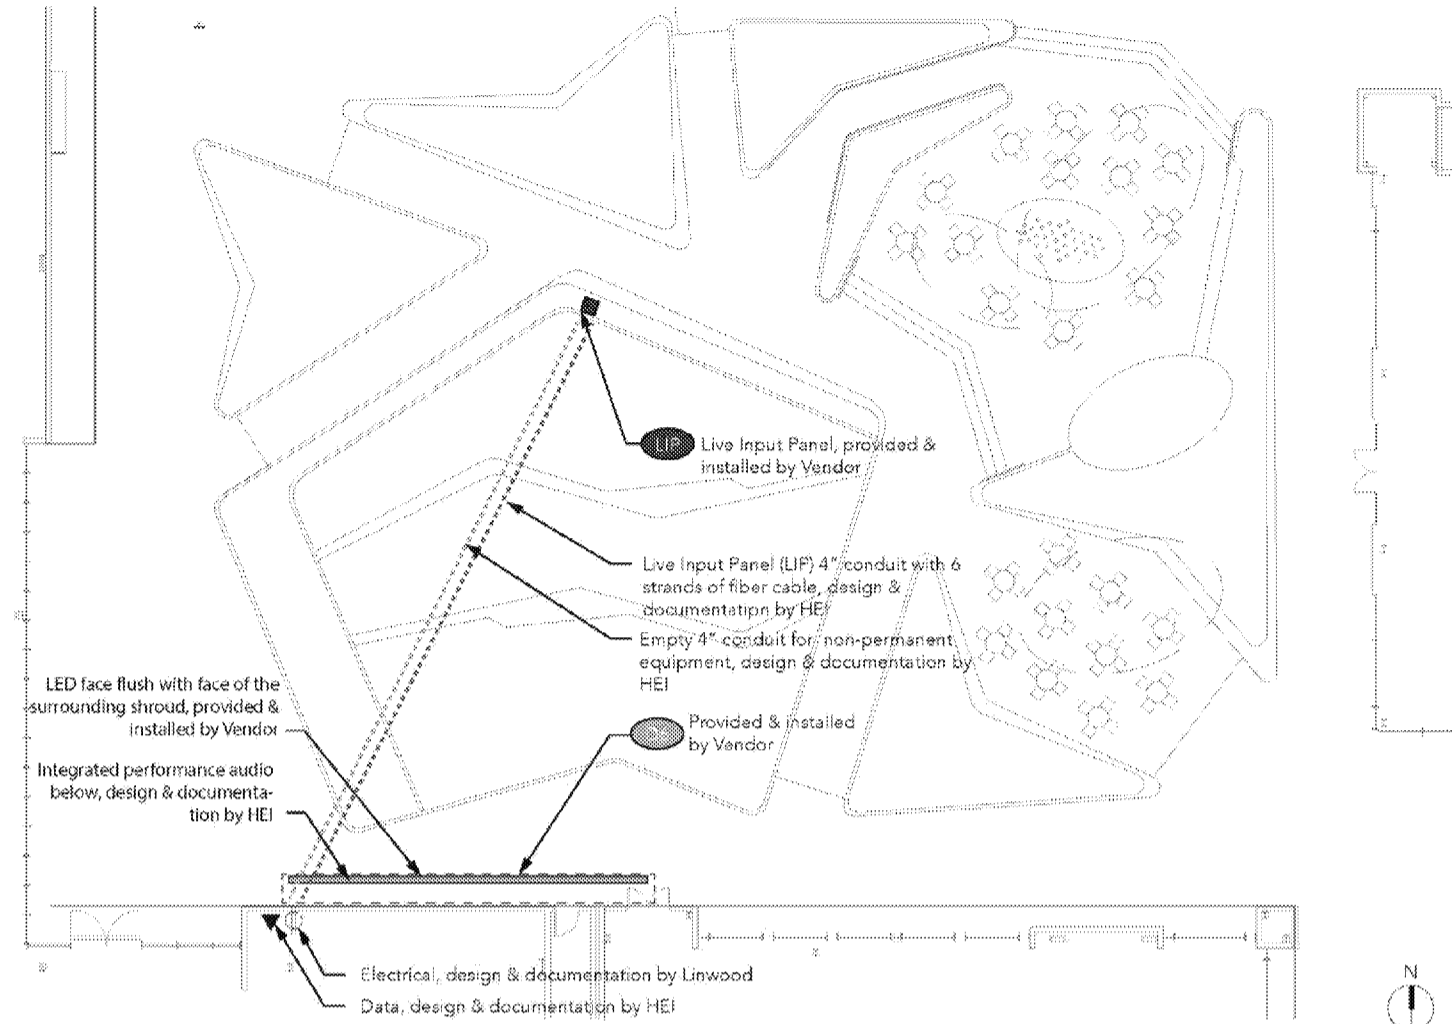 LIP
Live Input Panel, provided &
installed by Vendor
Live Input Panel (LIP) 4" conduit with 6
strands of fiber cable, design &
documentation by HEI
Empty 4" conduit for non-permanent
equipment, design & documentation by
HEI
LED face flush with face of the
surrounding shroud, provided &
installed by Vendor
Provided & installed
by Vendor
Integrated performance audio
below, design & documenta-
tion by HEI
Electrical, design & documentation by Linwood
Data, design & documentation by HEI
N